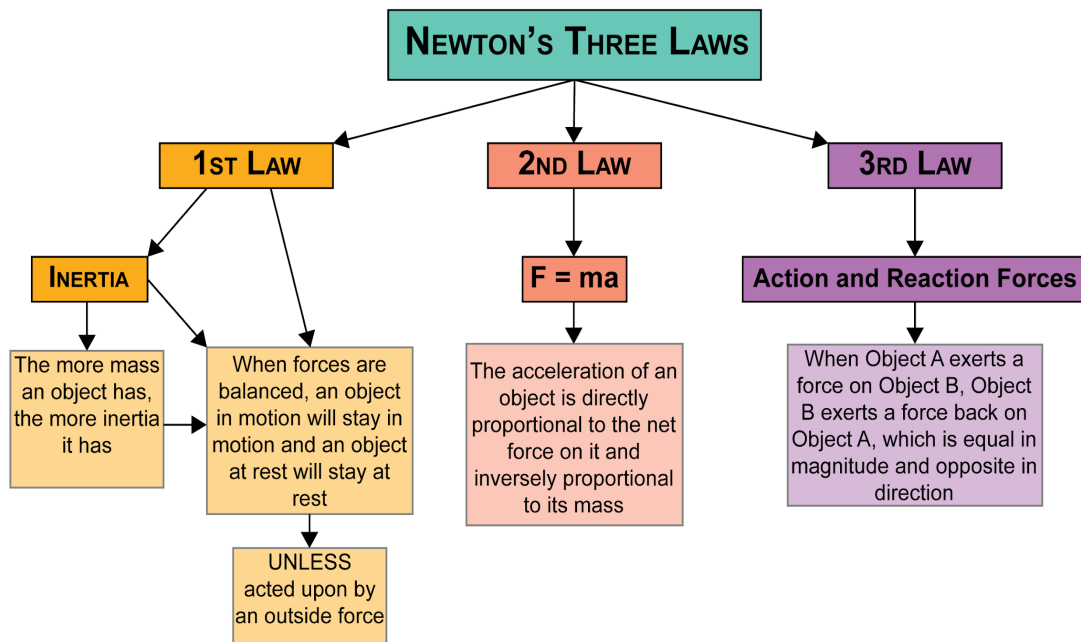 NEWTON'S THREE LAWS
1ST LAW
2ND LAW
3RD LAW
INERTIA
F = ma
Action and Reaction Forces
The more mass
an object has,
the more inertia
it has
When forces are
balanced, an object
in motion will stay in
motion and an object
at rest will stay at
rest
The acceleration of an
object is directly
proportional to the net
force on it and
inversely proportional
to its mass
When Object A exerts a
force on Object B, Object
B exerts a force back on
Object A, which is equal in
magnitude and opposite in
direction
UNLESS
acted upon by
an outside force